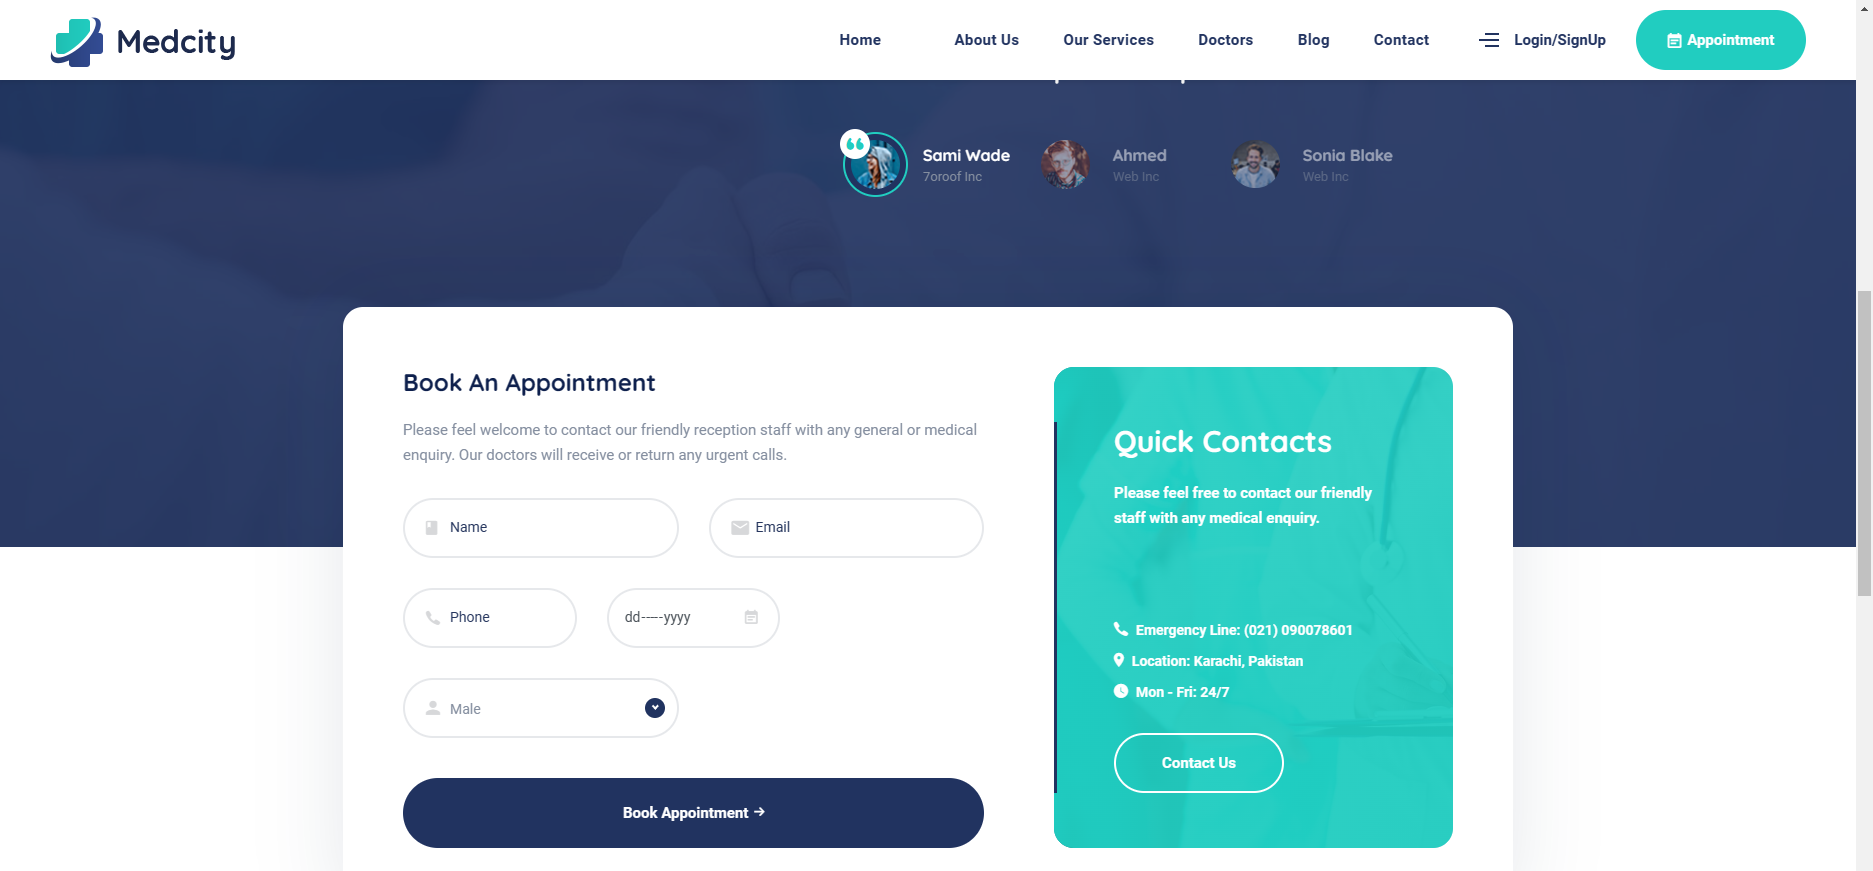 Medcity
Home
About Us
Our Services
Doctors
Blog
Contact
Login/SignUp
Appointment
Sami Wade
7oroof Inc
Ahmed
Web Inc
Sonia Blake
Web Inc
Book An Appointment
Please feel welcome to contact our friendly reception staff with any general or medical
enquiry. Our doctors will receive or return any urgent calls.
Name
Email
Phone
dd-----yyyy
Male
Book Appointment
Quick Contacts
Please feel free to contact our friendly
staff with any medical enquiry.
Emergency Line: (021) 090078601
Location: Karachi, Pakistan
Mon - Fri: 24/7
Contact Us